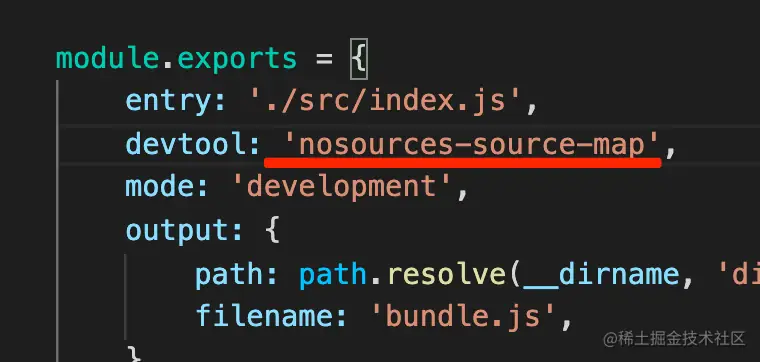 module.exports = {
entry: './src/index.js',
devtool: 'nosources-source-map',
mode: 'development',
output: {
path: path.resolve(__dirname, 'di
filename: 'bundle.js',
}
@稀土掘金技术社区